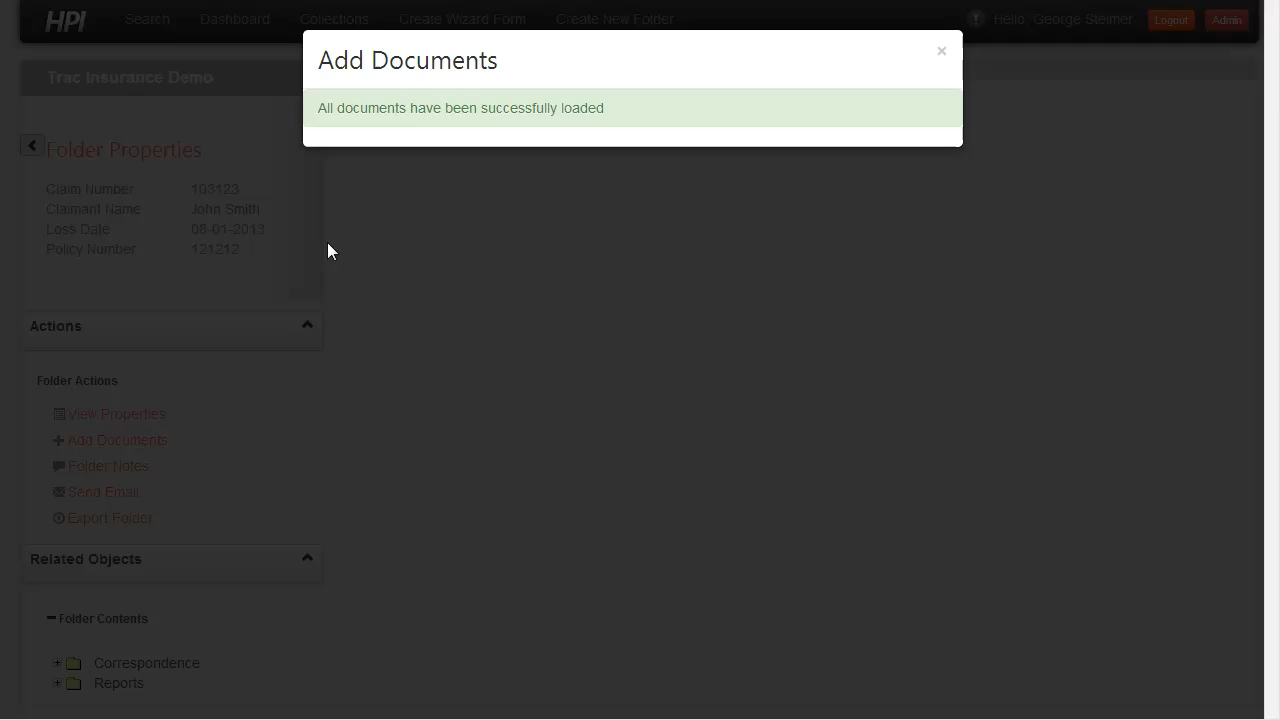 HPI Search Dashboard Collections Create Wizard Form Create New Folder Hello, George Steimer Logout Admin
Add Documents ×
Trac Insurance Demo
All documents have been successfully loaded
Folder Properties
Claim Number 103123
Claimant Name John Smith
Loss Date 08-01-2013
Policy Number 121212
Actions
Folder Actions
View Properties
Add Documents
Folder Notes
Send Email
Export Folder
Related Objects
Folder Contents
Correspondence
Reports